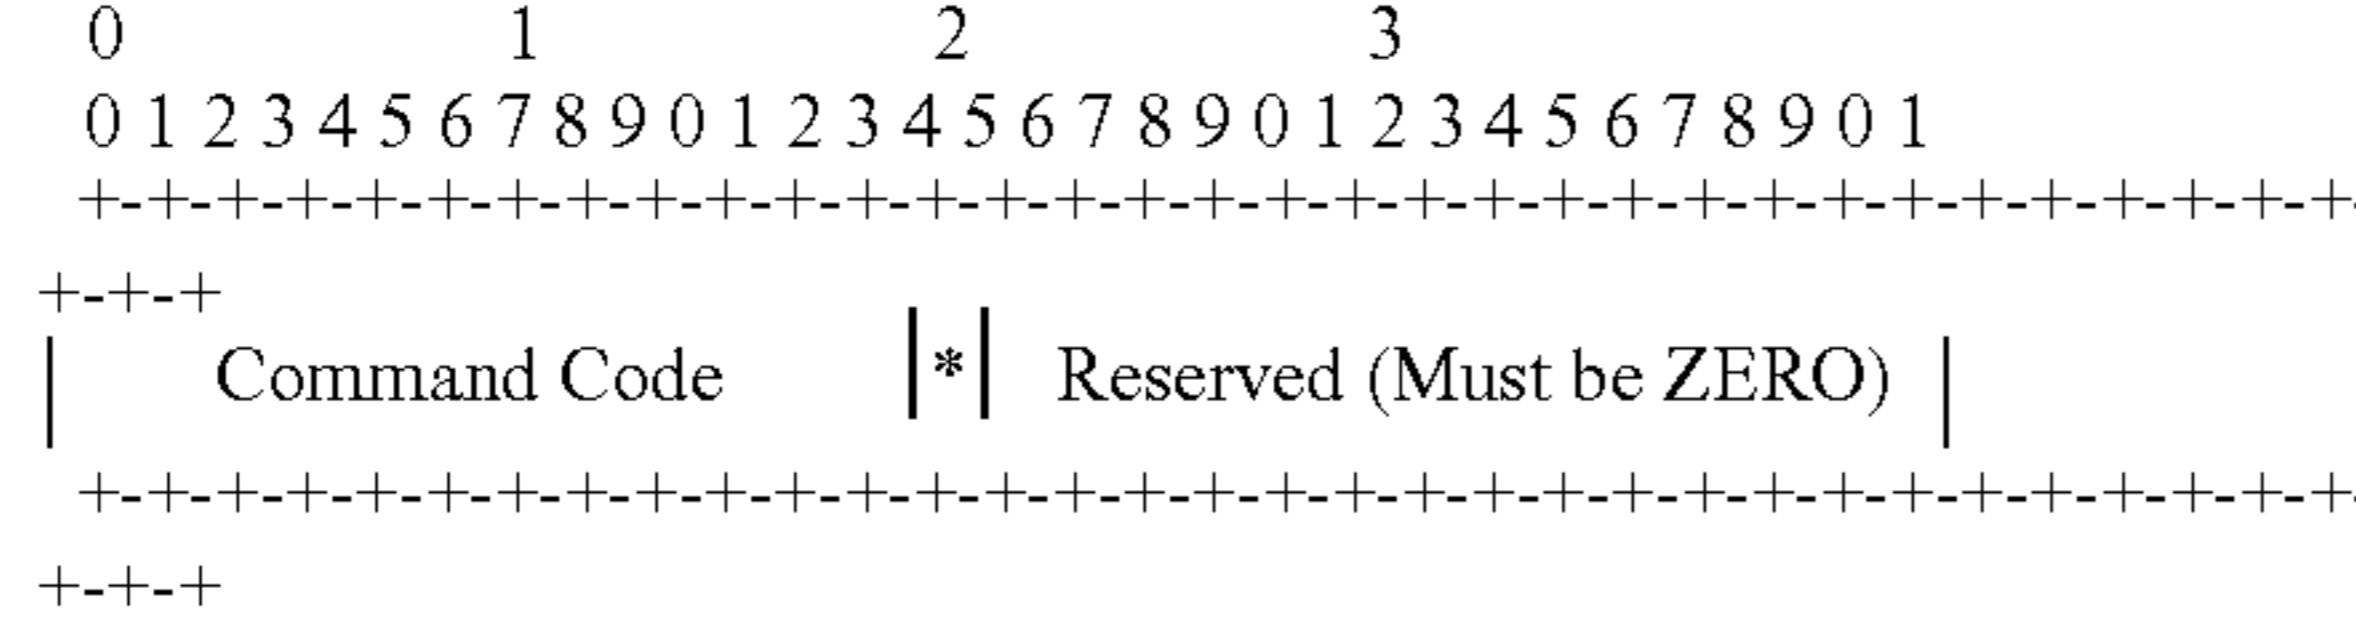 0 1 2 3
0 1 2 3 4 5 6 7 8 9 0 1 2 3 4 5 6 7 8 9 0 1 2 3 4 5 6 7 8 9 0 1
+-+-+-+-+-+-+-+-+-+-+-+-+-+-+-+-+-+-+-+-+-+-+-+-+-+-+-+-+-+-+-+-+-
+-+-+
| Command Code |*| Reserved (Must be ZERO) |
+-+-+-+-+-+-+-+-+-+-+-+-+-+-+-+-+-+-+-+-+-+-+-+-+-+-+-+-+-+-+-+-+-
+-+-+